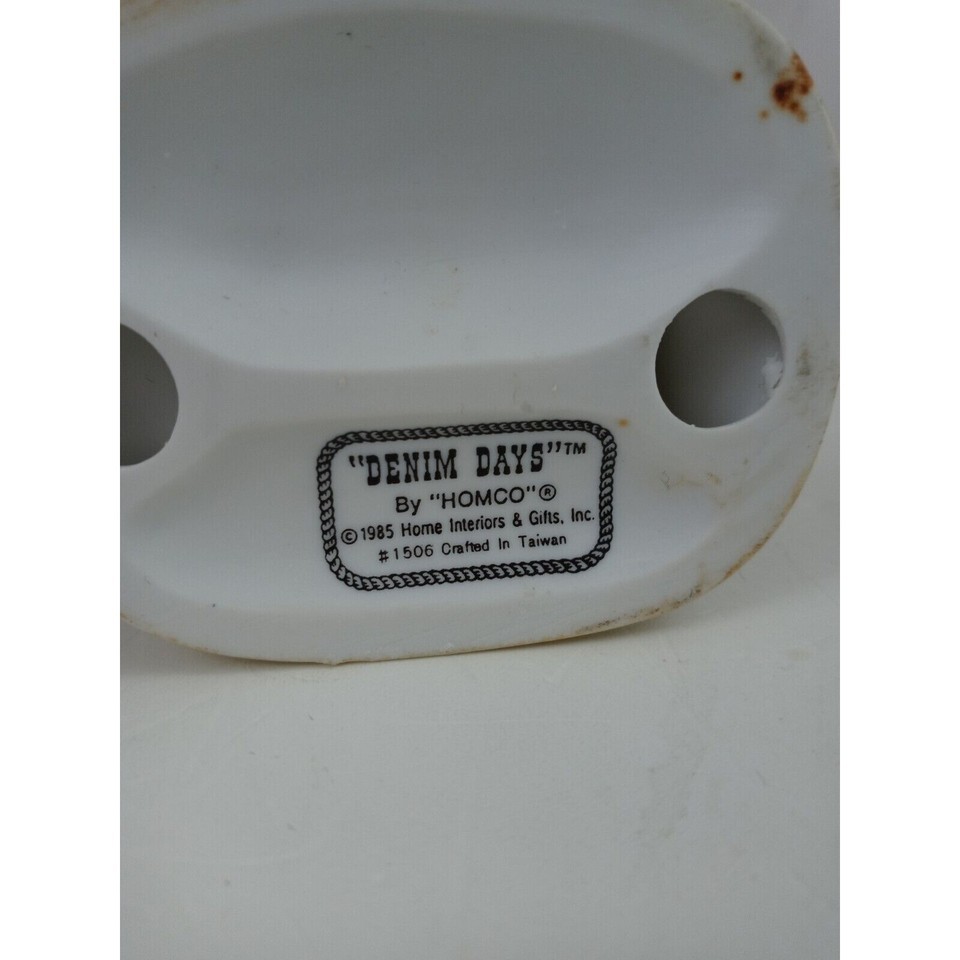 "DENIM DAYS"™
By "HOMCO"®
©1985 Home Interiors & Gifts, Inc.
#1506 Crafted In Taiwan